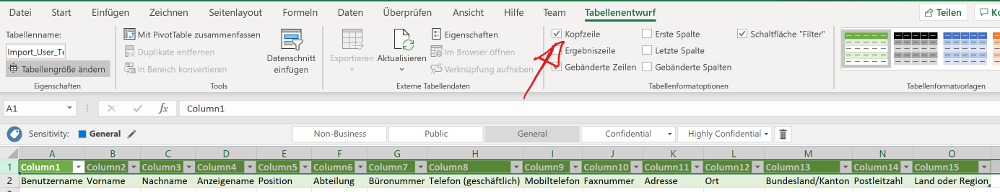 Datei Start Einfügen Zeichnen Seitenlayout Formeln Daten Überprüfen Ansicht Hilfe Team Tabellenentwurf Teilen
Tabellenname:
Import_User_Te
Tabellengröße ändern
Eigenschaften
Mit PivotTable zusammenfassen
Duplikate entfernen
In Bereich konvertieren
Datenschnitt
einfügen
Tools
Exportieren
Aktualisieren
Eigenschaften
Im Browser öffnen
Verknüpfung aufheben
Externe Tabellendaten
Kopfzeile
Ergebniszeile
Gebänderte Zeilen
Erste Spalte
Letzte Spalte
Gebänderte Spalten
Schaltfläche "Filter"
Tabellenformatoptionen
Tabellenformatvorlagen
A1 fx Column1
Sensitivity: General Non-Business Public General Confidential Highly Confidential
A B C D E F G H I J K L M N O
1 Column1 Column2 Column3 Column4 Column5 Column6 Column7 Column8 Column9 Column10 Column11 Column12 Column13 Column14 Column15
2 Benutzername Vorname Nachname Anzeigename Position Abteilung Büronummer Telefon (geschäftlich) Mobiltelefon Faxnummer Adresse Ort Bundesland/Kanton Postleitzahl Land oder Region